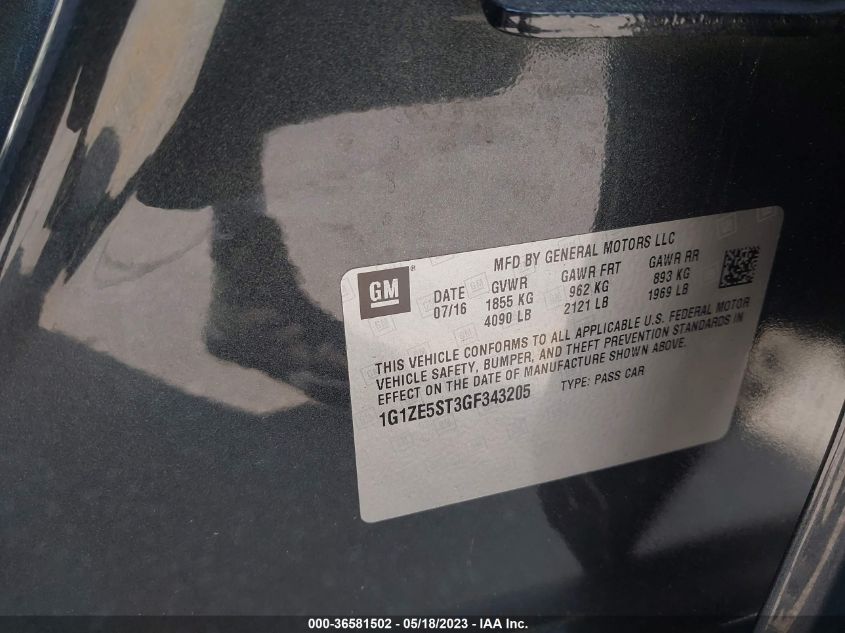 GM®
MFD BY GENERAL MOTORS LLC
DATE GVWR GAWR FRT GAWR RR
07/16 1855 KG 962 KG 893 KG
4090 LB 2121 LB 1969 LB
THIS VEHICLE CONFORMS TO ALL APPLICABLE U.S. FEDERAL MOTOR
VEHICLE SAFETY, BUMPER, AND THEFT PREVENTION STANDARDS IN
EFFECT ON THE DATE OF MANUFACTURE SHOWN ABOVE.
1G1ZE5ST3GF343205 TYPE: PASS CAR
000-36581502 - 05/18/2023 - IAA Inc.